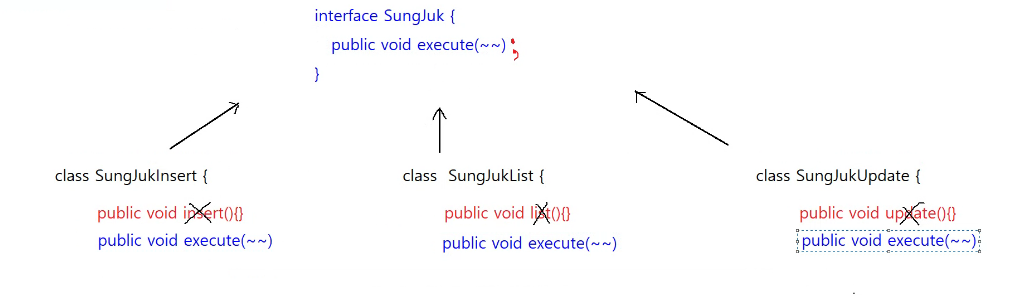 interface SungJuk {
public void execute(~~) ;
}
class SungJukInsert {
public void insert(){}
public void execute(~~)
class SungJukList {
public void list(){}
public void execute(~~)
class SungJukUpdate {
public void update(){}
public void execute(~~)